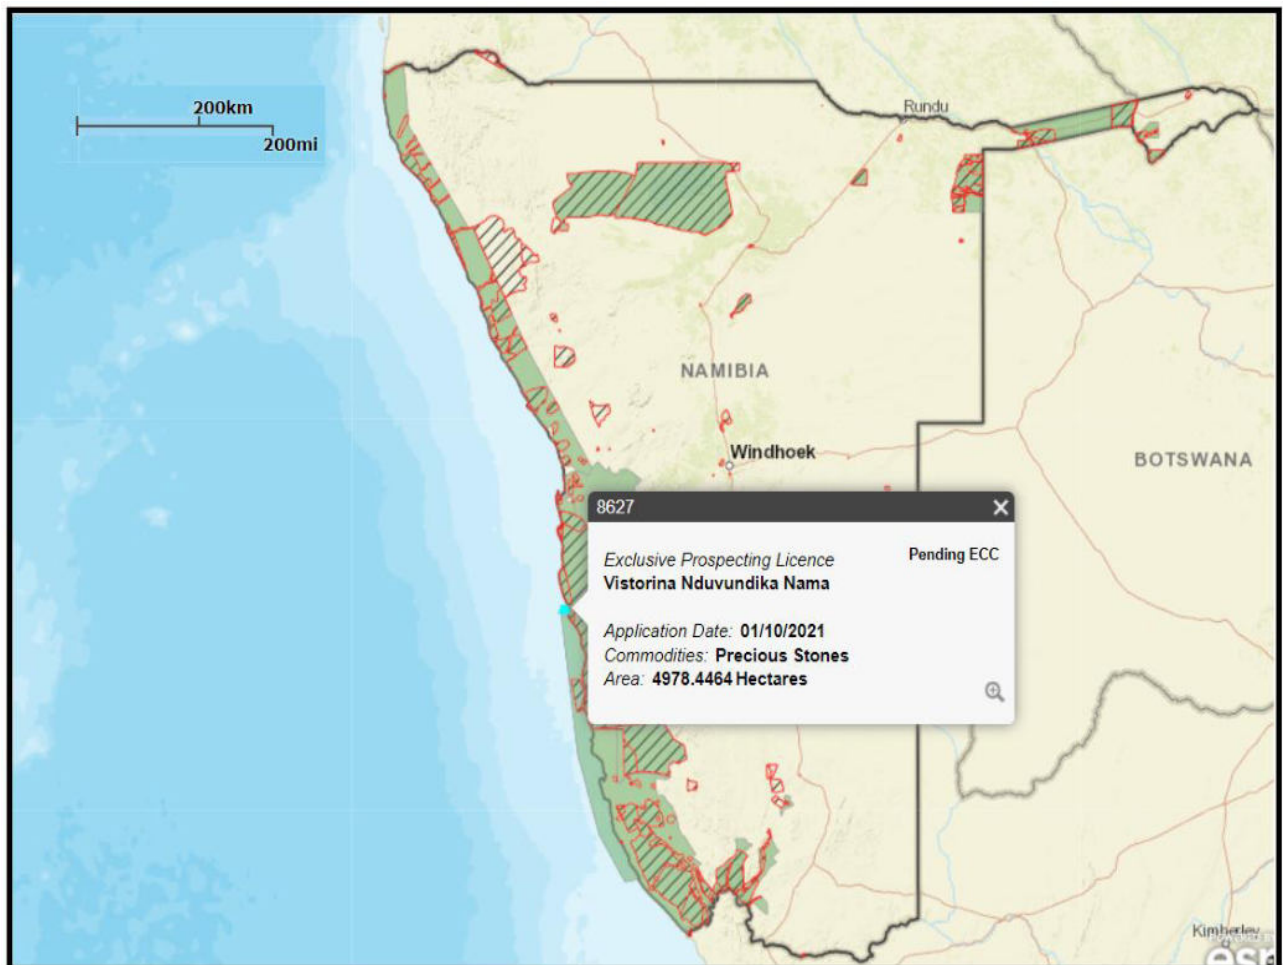 200km
200mi
Rundu
NAMIBIA
Windhoek
BOTSWANA
8627
Exclusive Prospecting Licence
Pending ECC
Vistorina Nduvundika Nama
Application Date: 01/10/2021
Commodities: Precious Stones
Area: 4978.4464 Hectares
Kimberley